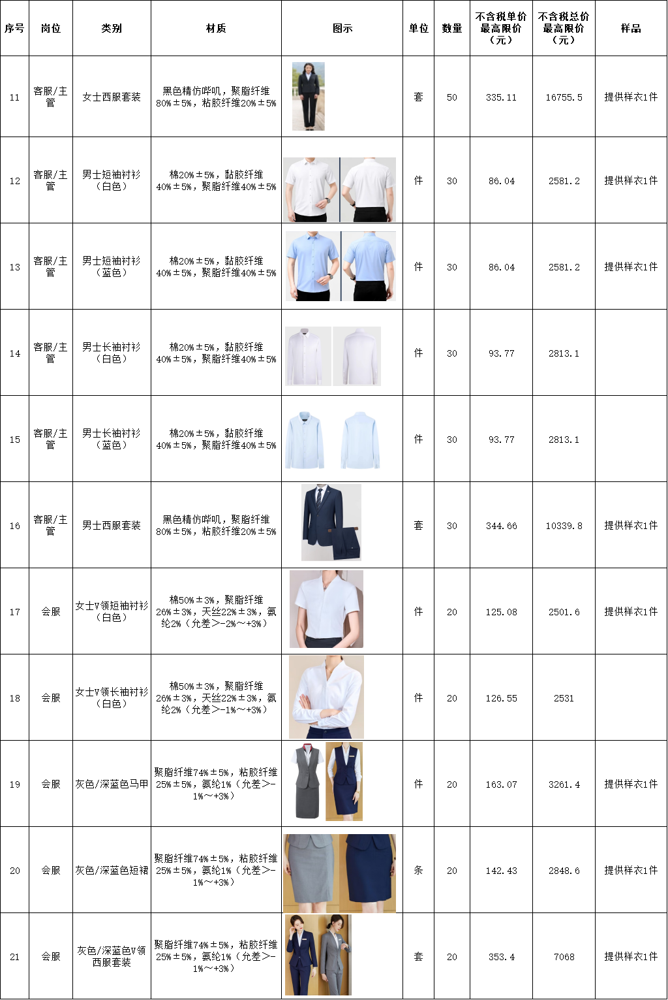 序号 岗位 类别 材质 图示 单位 数量 不含税单价最高限价（元） 不含税总价最高限价（元） 样品
11 客服/主管 女士西服套装 黑色精仿哔叽，聚脂纤维80%±5%，粘胶纤维20%±5% 套 50 335.11 16755.5 提供样衣1件
12 客服/主管 男士短袖衬衫（白色） 棉20%±5%，黏胶纤维40%±5%，聚脂纤维40%±5% 件 30 86.04 2581.2 提供样衣1件
13 客服/主管 男士短袖衬衫（蓝色） 棉20%±5%，黏胶纤维40%±5%，聚脂纤维40%±5% 件 30 86.04 2581.2 提供样衣1件
14 客服/主管 男士长袖衬衫（白色） 棉20%±5%，黏胶纤维40%±5%，聚脂纤维40%±5% 件 30 93.77 2813.1
15 客服/主管 男士长袖衬衫（蓝色） 棉20%±5%，黏胶纤维40%±5%，聚脂纤维40%±5% 件 30 93.77 2813.1
16 客服/主管 男士西服套装 黑色精仿哔叽，聚脂纤维80%±5%，粘胶纤维20%±5% 套 30 344.66 10339.8 提供样衣1件
17 会服 女士V领短袖衬衫（白色） 棉50%±3%，聚脂纤维26%±3%，天丝22%±3%，氨纶2%（允差＞-2%～+3%） 件 20 125.08 2501.6 提供样衣1件
18 会服 女士V领长袖衬衫（白色） 棉50%±3%，聚脂纤维26%±3%，天丝22%±3%，氨纶2%（允差＞-1%～+3%） 件 20 126.55 2531
19 会服 灰色/深蓝色马甲 聚脂纤维74%±5%，粘胶纤维25%±5%，氨纶1%（允差＞-1%～+3%） 件 20 163.07 3261.4 提供样衣1件
20 会服 灰色/深蓝色短裙 聚脂纤维74%±5%，粘胶纤维25%±5%，氨纶1%（允差＞-1%～+3%） 条 20 142.43 2848.6 提供样衣1件
21 会服 灰色/深蓝色V领西服套装 聚脂纤维74%±5%，粘胶纤维25%±5%，氨纶1%（允差＞-1%～+3%） 套 20 353.4 7068 提供样衣1件